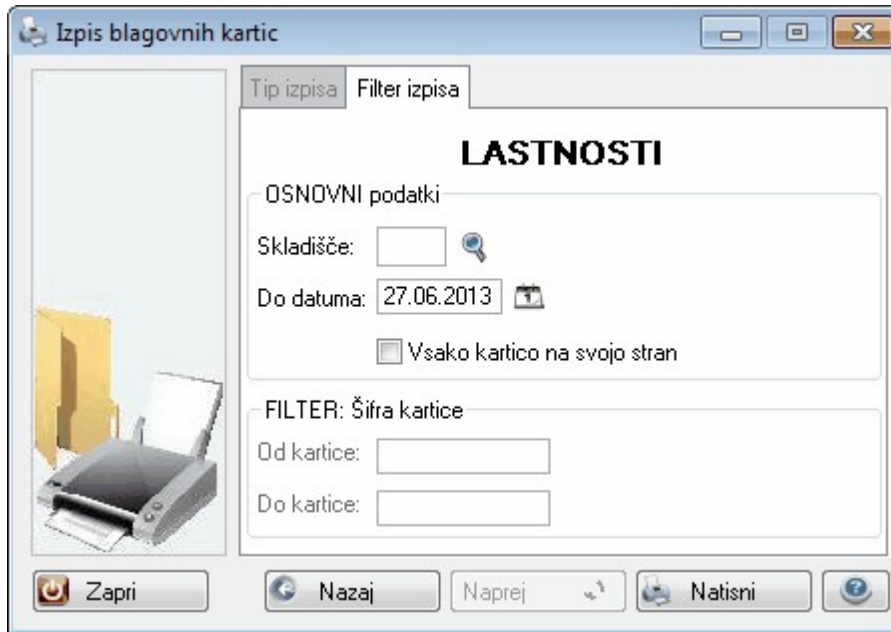 Izpis blagovnih kartic
Tip izpisa Filter izpisa
LASTNOSTI
OSNOVNI podatki
Skladišče:
Do datuma: 27.06.2013
Vsako kartico na svojo stran
FILTER: Šifra kartice
Od kartice:
Do kartice:
Zapri Nazaj Naprej Natisni